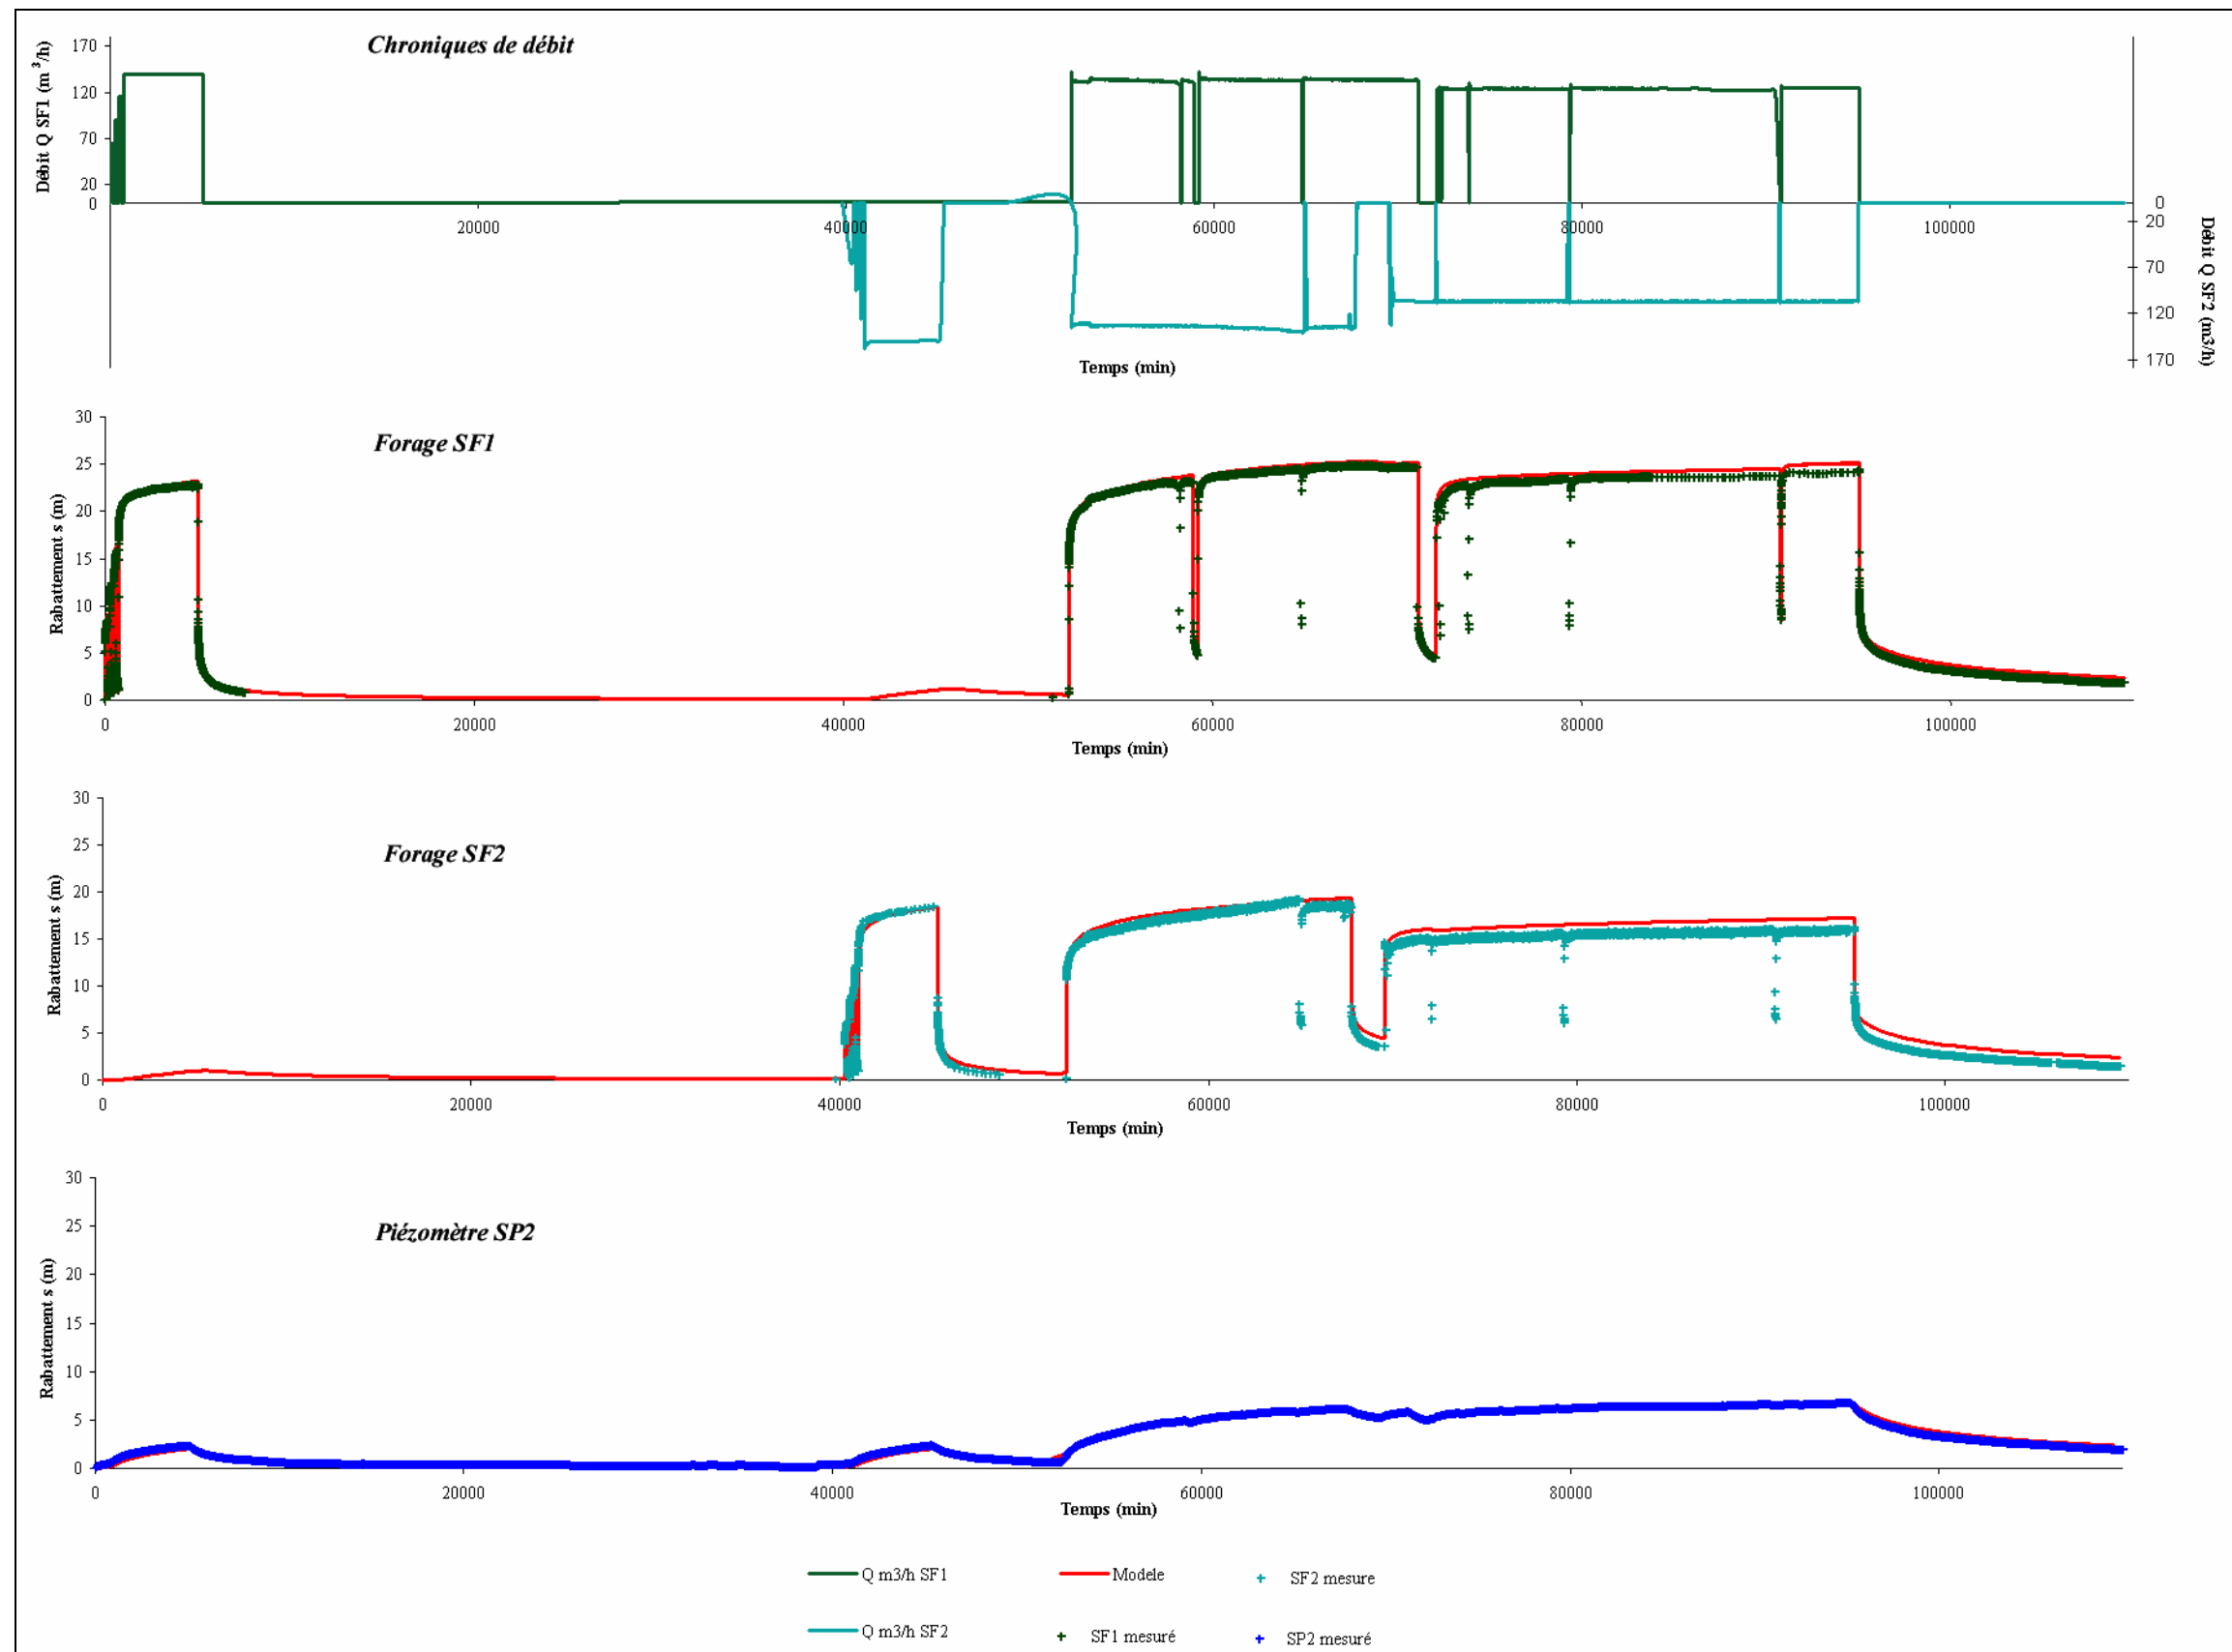 Chroniques de débit
Débit Q SF1 (m3/h)
170
120
70
20
0
20000
40000
60000
80000
100000
0
20
70
120
170
Débit Q SF2 (m3/h)
Temps (min)
Forage SF1
Rabattement s (m)
30
25
20
15
10
5
0
0
20000
40000
60000
80000
100000
Temps (min)
Forage SF2
Rabattement s (m)
30
25
20
15
10
5
0
0
20000
40000
60000
80000
100000
Temps (min)
Piézomètre SP2
Rabattement s (m)
30
25
20
15
10
5
0
0
20000
40000
60000
80000
100000
Temps (min)
Q m3/h SF1
Modele
SF2 mesure
Q m3/h SF2
SF1 mesuré
SP2 mesuré